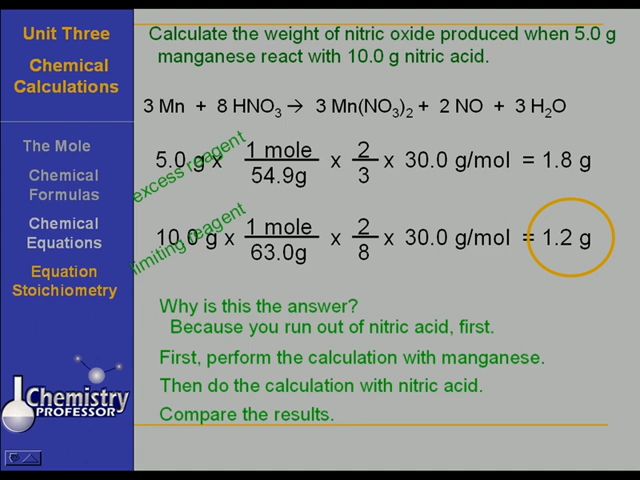 Unit Three
Chemical
Calculations
The Mole
Chemical
Formulas
Chemical
Equations
Equation
Stoichiometry
Chemistry
PROFESSOR
Calculate the weight of nitric oxide produced when 5.0 g
manganese react with 10.0 g nitric acid.
3 Mn + 8 HNO₃ → 3 Mn(NO₃)₂ + 2 NO + 3 H₂O
excess reagent
5.0 g x 1 mole/54.9g x 2/3 x 30.0 g/mol = 1.8 g
limiting reagent
10.0 g x 1 mole/63.0g x 2/8 x 30.0 g/mol = 1.2 g
Why is this the answer?
Because you run out of nitric acid, first.
First, perform the calculation with manganese.
Then do the calculation with nitric acid.
Compare the results.